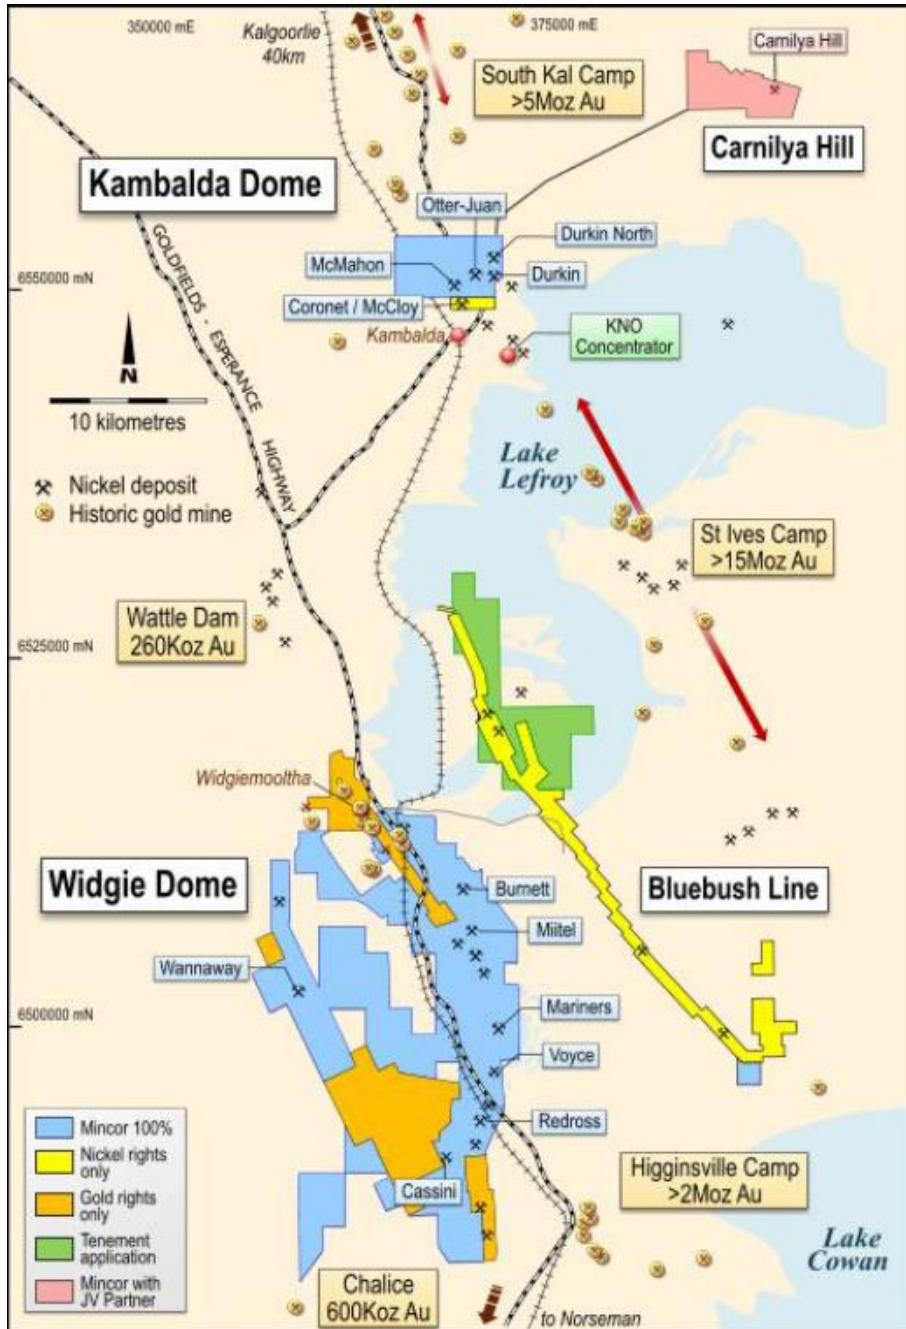 350000 mE
375000 mE
Kalgoorlie
40km
Carnilya Hill
South Kal Camp
>5Moz Au
Carnilya Hill
Kambalda Dome
Otter-Juan
Durkin North
McMahon
Durkin
6550000 mN
Coronet / McCloy
Kambalda
KNO
Concentrator
GOLDFIELDS - ESPERANCE HIGHWAY
N
10 kilometres
Lake
Lefroy
Nickel deposit
Historic gold mine
St Ives Camp
>15Moz Au
Wattle Dam
260Koz Au
6525000 mN
Widgiemooltha
Widgie Dome
Burnett
Bluebush Line
Miitel
Wannaway
Mariners
6500000 mN
Voyce
Redross
Mincor 100%
Nickel rights
only
Gold rights
only
Tenement
application
Mincor with
JV Partner
Cassini
Higginsville Camp
>2Moz Au
Lake
Cowan
Chalice
600Koz Au
to Norseman